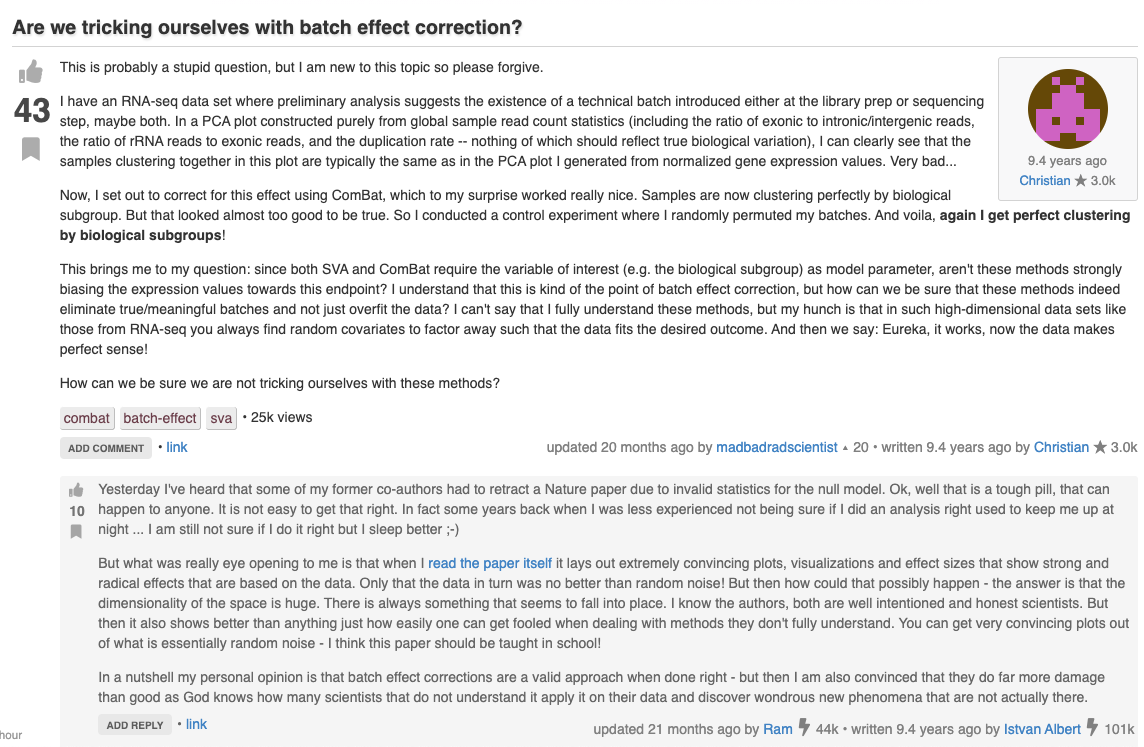 Are we tricking ourselves with batch effect correction?
This is probably a stupid question, but I am new to this topic so please forgive.
43
I have an RNA-seq data set where preliminary analysis suggests the existence of a technical batch introduced either at the library prep or sequencing
step, maybe both. In a PCA plot constructed purely from global sample read count statistics (including the ratio of exonic to intronic/intergenic reads,
the ratio of rRNA reads to exonic reads, and the duplication rate -- nothing of which should reflect true biological variation), I can clearly see that the
samples clustering together in this plot are typically the same as in the PCA plot I generated from normalized gene expression values. Very bad...
9.4 years ago
Christian ★ 3.0k
Now, I set out to correct for this effect using ComBat, which to my surprise worked really nice. Samples are now clustering perfectly by biological
subgroup. But that looked almost too good to be true. So I conducted a control experiment where I randomly permuted my batches. And voila, again I get perfect clustering
by biological subgroups!
This brings me to my question: since both SVA and ComBat require the variable of interest (e.g. the biological subgroup) as model parameter, aren't these methods strongly
biasing the expression values towards this endpoint? I understand that this is kind of the point of batch effect correction, but how can we be sure that these methods indeed
eliminate true/meaningful batches and not just overfit the data? I can't say that I fully understand these methods, but my hunch is that in such high-dimensional data sets like
those from RNA-seq you always find random covariates to factor away such that the data fits the desired outcome. And then we say: Eureka, it works, now the data makes
perfect sense!
How can we be sure we are not tricking ourselves with these methods?
combat batch-effect sva • 25k views
ADD COMMENT • link
updated 20 months ago by madbadradscientist ▴ 20 • written 9.4 years ago by Christian ★ 3.0k
10
Yesterday I've heard that some of my former co-authors had to retract a Nature paper due to invalid statistics for the null model. Ok, well that is a tough pill, that can
happen to anyone. It is not easy to get that right. In fact some years back when I was less experienced not being sure if I did an analysis right used to keep me up at
night ... I am still not sure if I do it right but I sleep better ;-)
But what was really eye opening to me is that when I read the paper itself it lays out extremely convincing plots, visualizations and effect sizes that show strong and
radical effects that are based on the data. Only that the data in turn was no better than random noise! But then how could that possibly happen - the answer is that the
dimensionality of the space is huge. There is always something that seems to fall into place. I know the authors, both are well intentioned and honest scientists. But
then it also shows better than anything just how easily one can get fooled when dealing with methods they don't fully understand. You can get very convincing plots out
of what is essentially random noise - I think this paper should be taught in school!
In a nutshell my personal opinion is that batch effect corrections are a valid approach when done right - but then I am also convinced that they do far more damage
than good as God knows how many scientists that do not understand it apply it on their data and discover wondrous new phenomena that are not actually there.
ADD REPLY • link
updated 21 months ago by Ram 44k • written 9.4 years ago by Istvan Albert 101k
hour